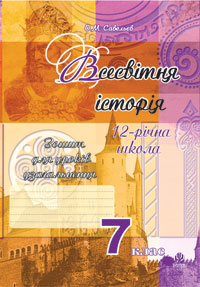 О.М. Савельєв
Всесвітня
історія
12-річна
школа
Зошит
для уроків
узагальнення
7
клас